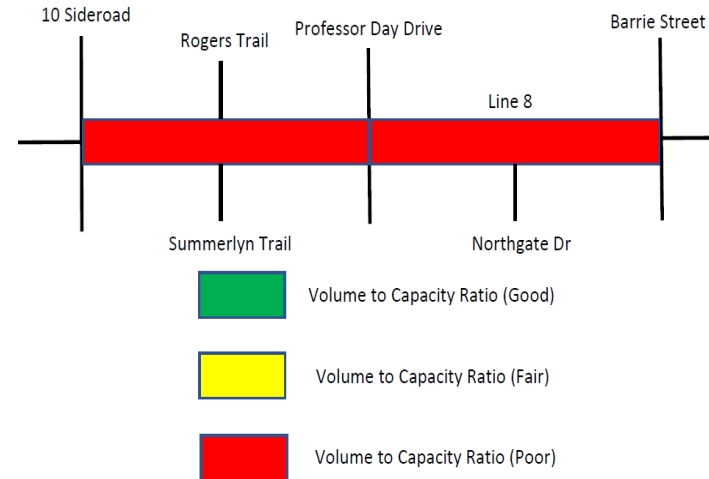 10 Sideroad
Rogers Trail
Professor Day Drive
Barrie Street
Line 8
Summerlyn Trail
Northgate Dr
Volume to Capacity Ratio (Good)
Volume to Capacity Ratio (Fair)
Volume to Capacity Ratio (Poor)